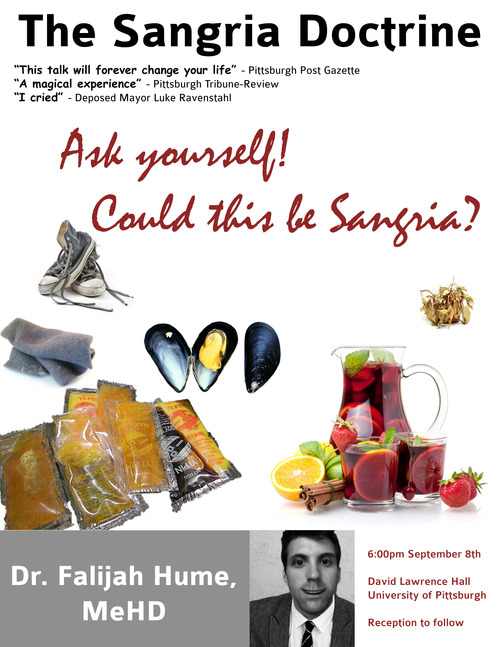 The Sangria Doctrine
“This talk will forever change your life” - Pittsburgh Post Gazette
“A magical experience” - Pittsburgh Tribune-Review
“I cried” - Deposed Mayor Luke Ravenstahl
Ask yourself!
Could this be Sangria?
Dr. Falijah Hume,
MeHD
6:00pm September 8th
David Lawrence Hall
University of Pittsburgh
Reception to follow